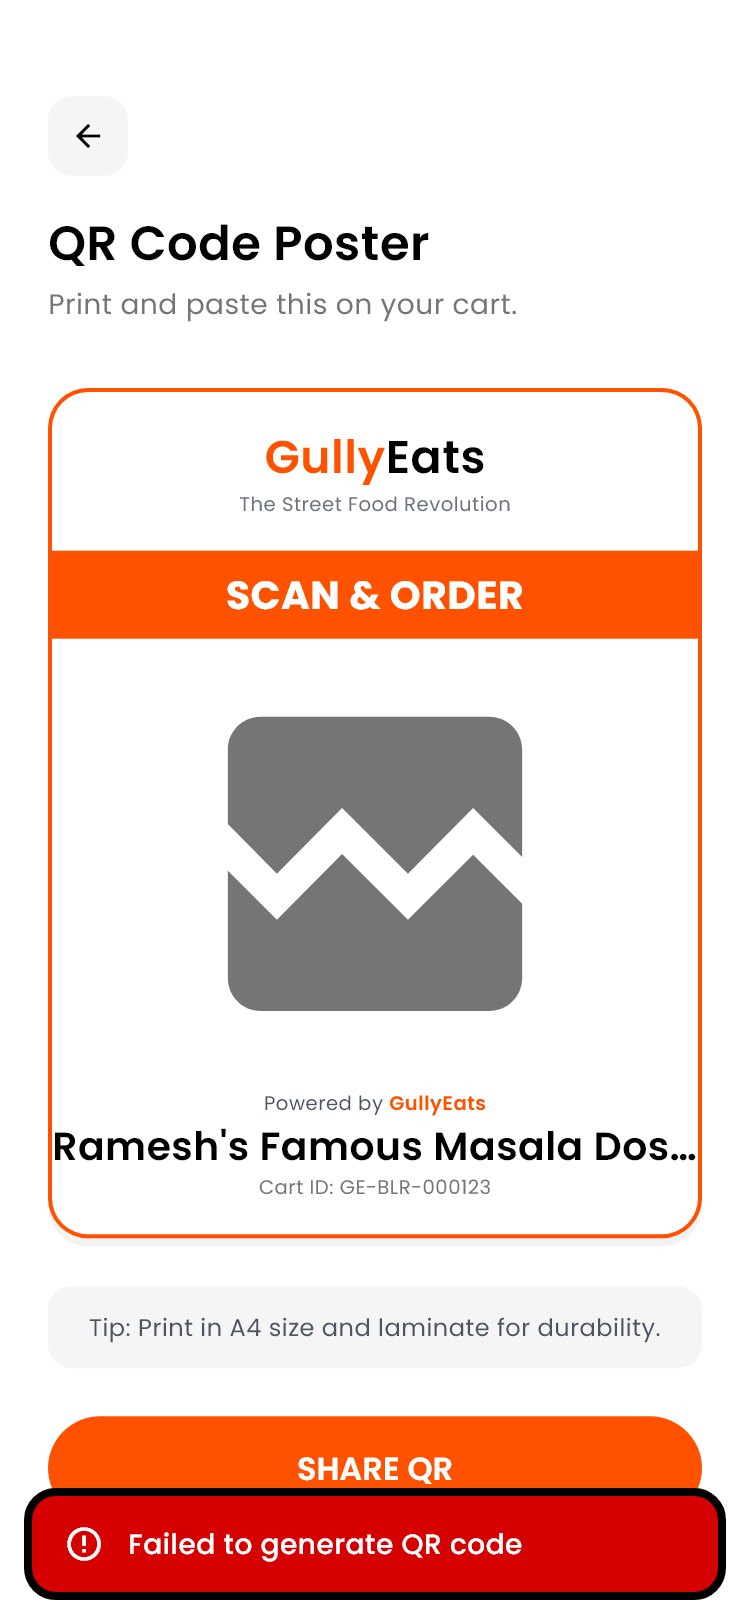 QR Code Poster
Print and paste this on your cart.
GullyEats
The Street Food Revolution
SCAN & ORDER
Powered by GullyEats
Ramesh's Famous Masala Dos...
Cart ID: GE-BLR-000123
Tip: Print in A4 size and laminate for durability.
SHARE QR
Failed to generate QR code